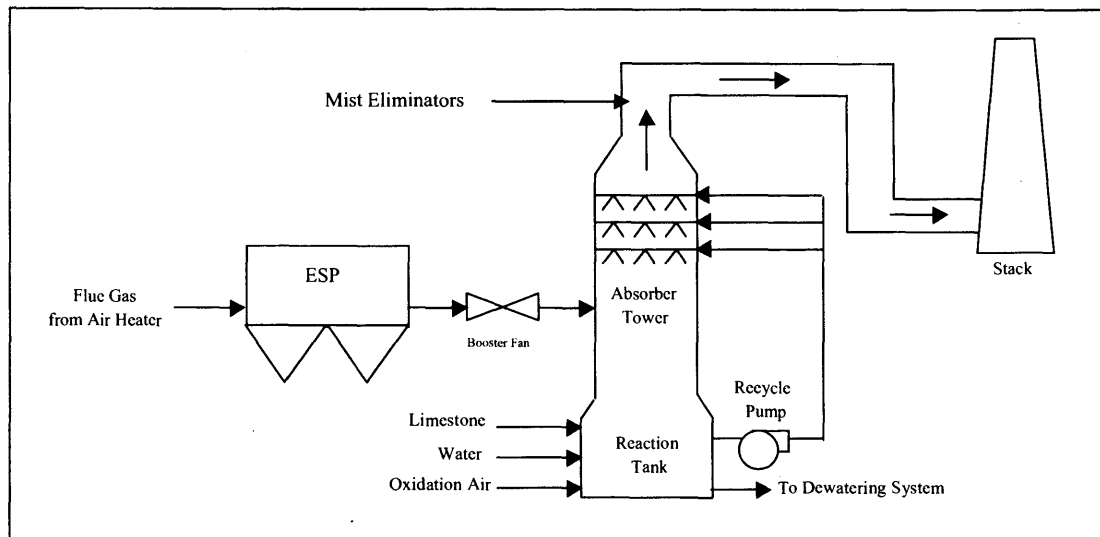 Mist Eliminators
ESP
Flue Gas
from Air Heater
Booster Fan
Absorber
Tower
Stack
Recycle
Pump
Limestone
Water
Oxidation Air
Reaction
Tank
To Dewatering System